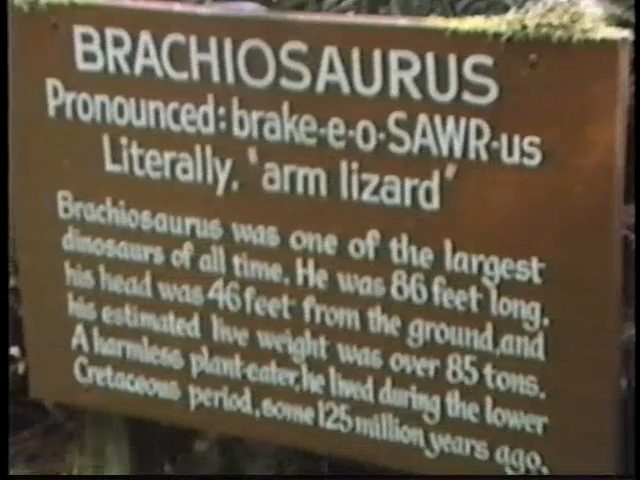 BRACHIOSAURUS
Pronounced: brake-e-o-SAWR-us
Literally, "arm lizard"
Brachiosaurus was one of the largest
dinosaurs of all time. He was 86 feet long,
his head was 46 feet from the ground, and
his estimated live weight was over 85 tons.
A harmless plant-eater, he lived during the lower
Cretaceous period, some 125 million years ago.